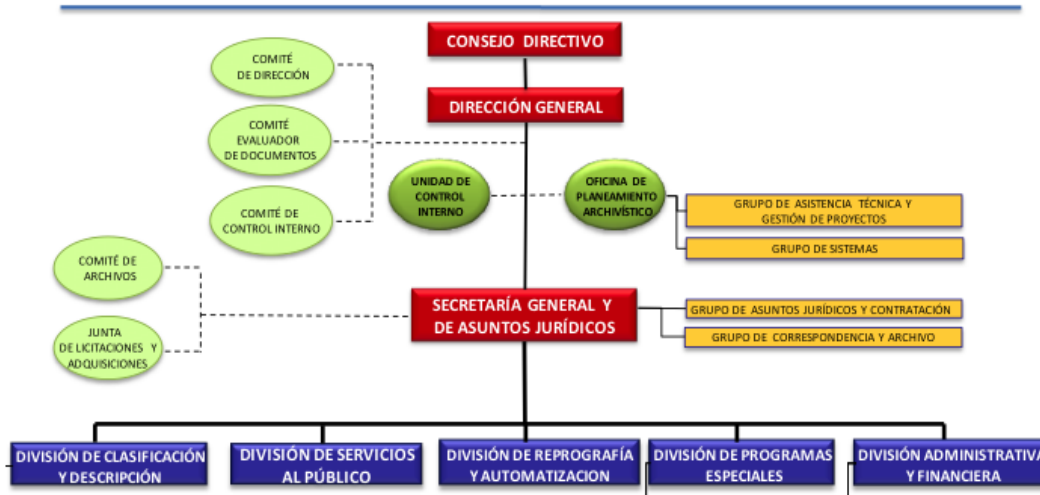 CONSEJO DIRECTIVO
COMITÉ
DE DIRECCIÓN
DIRECCIÓN GENERAL
COMITÉ
EVALUADOR
DE DOCUMENTOS
UNIDAD DE
CONTROL
INTERNO
OFICINA DE
PLANEAMIENTO
ARCHIVÍSTICO
GRUPO DE ASISTENCIA TÉCNICA Y
GESTIÓN DE PROYECTOS
COMITÉ DE
CONTROL INTERNO
GRUPO DE SISTEMAS
COMITÉ DE
ARCHIVOS
SECRETARÍA GENERAL Y
DE ASUNTOS JURÍDICOS
GRUPO DE ASUNTOS JURÍDICOS Y CONTRATACIÓN
GRUPO DE CORRESPONDENCIA Y ARCHIVO
JUNTA
DE LICITACIONES Y
ADQUISICIONES
DIVISIÓN DE CLASIFICACIÓN
Y DESCRIPCIÓN
DIVISIÓN DE SERVICIOS
AL PÚBLICO
DIVISIÓN DE REPROGRAFÍA
Y AUTOMATIZACION
DIVISIÓN DE PROGRAMAS
ESPECIALES
DIVISIÓN ADMINISTRATIVA
Y FINANCIERA